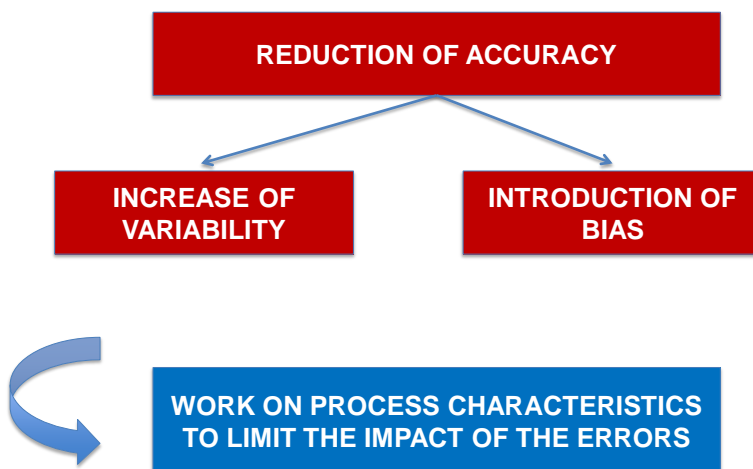 REDUCTION OF ACCURACY
INCREASE OF
VARIABILITY
INTRODUCTION OF
BIAS
WORK ON PROCESS CHARACTERISTICS
TO LIMIT THE IMPACT OF THE ERRORS